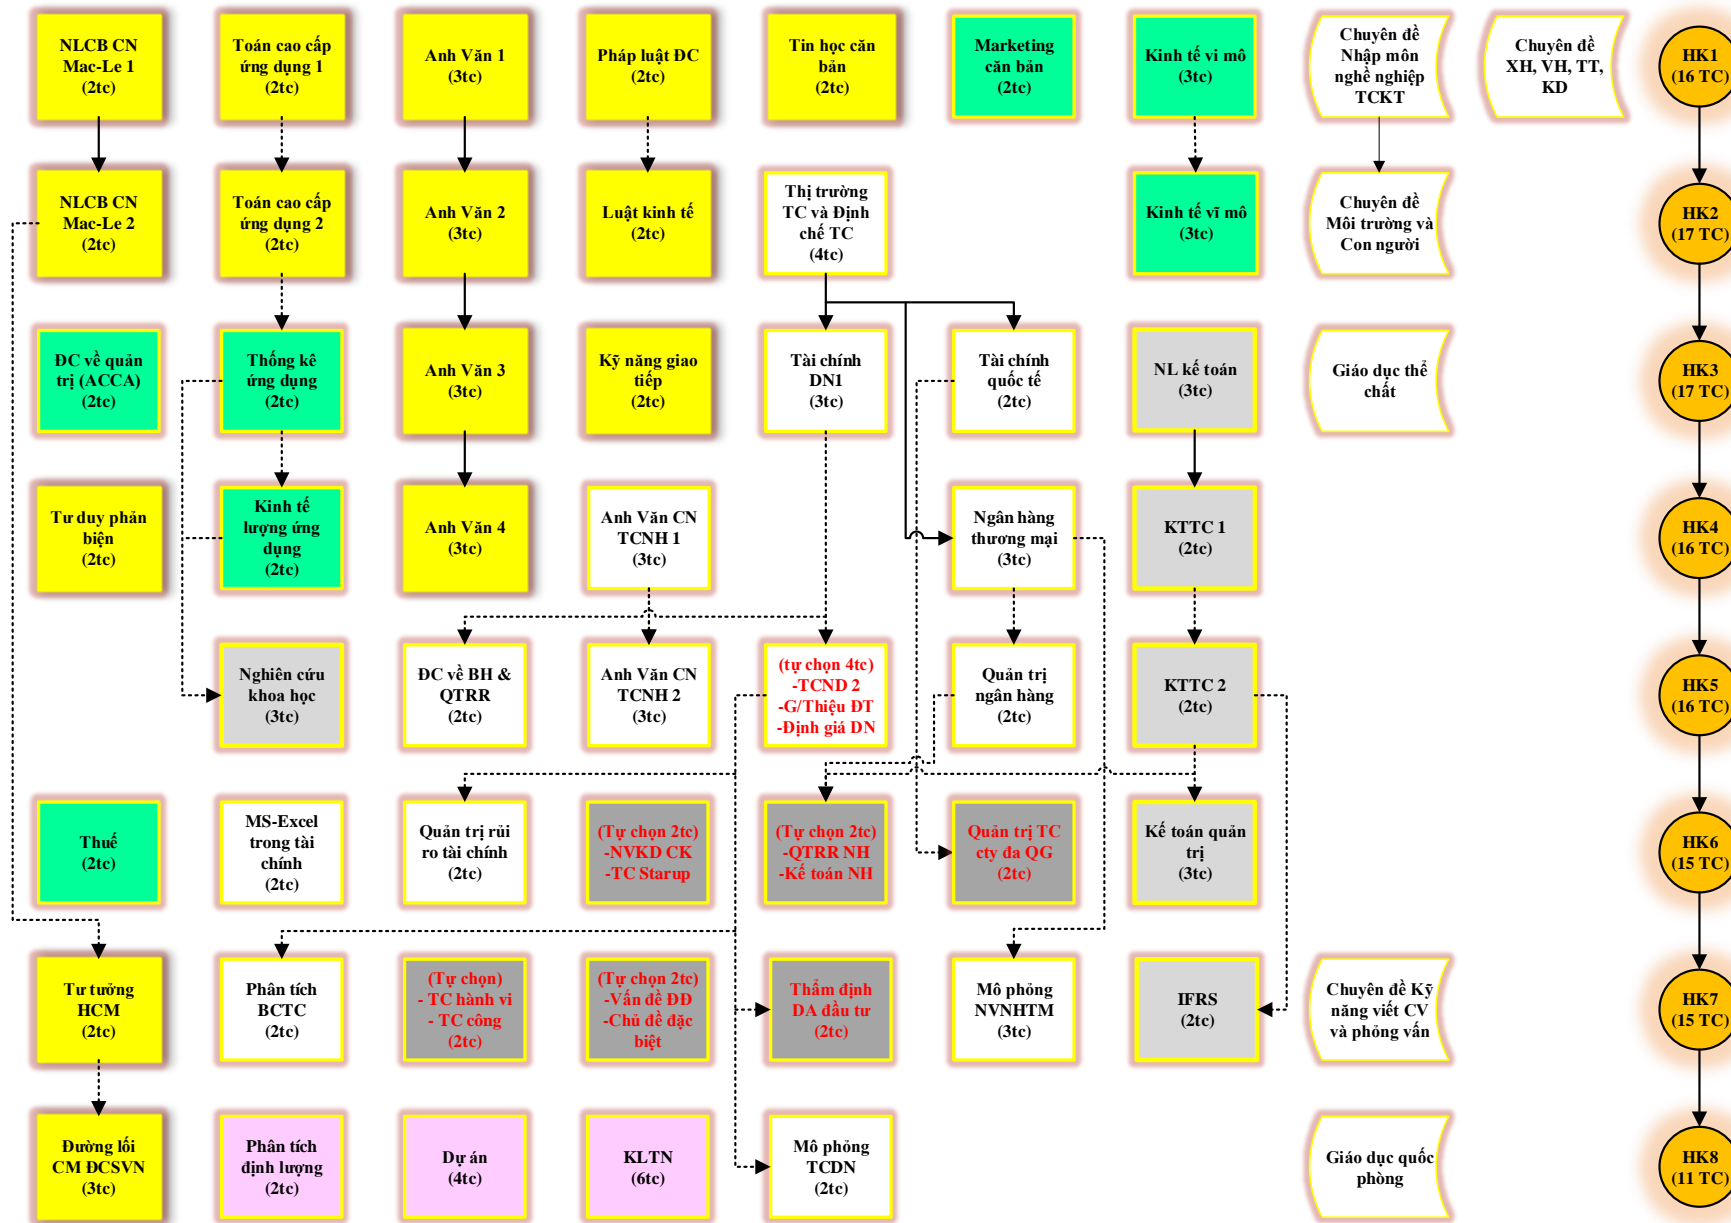 NLCB CN
Mac-Le 1
(2tc)
Toán cao cấp
ứng dụng 1
(2tc)
Anh Văn 1
(3tc)
Pháp luật ĐC
(2tc)
Tin học căn
bản
(2tc)
Marketing
căn bản
(2tc)
Kinh tế vi mô
(3tc)
Chuyên đề
Nhập môn
nghề nghiệp
TCKT
Chuyên đề
XH, VH, TT,
KD
HK1
(16 TC)
NLCB CN
Mac-Le 2
(2tc)
Toán cao cấp
ứng dụng 2
(2tc)
Anh Văn 2
(3tc)
Luật kinh tế
(2tc)
Thị trường
TC và Định
chế TC
(4tc)
Kinh tế vĩ mô
(3tc)
Chuyên đề
Môi trường và
Con người
HK2
(17 TC)
ĐC về quản
trị (ACCA)
(2tc)
Thống kê
ứng dụng
(2tc)
Anh Văn 3
(3tc)
Kỹ năng giao
tiếp
(2tc)
Tài chính
DN1
(3tc)
Tài chính
quốc tế
(2tc)
NL kế toán
(3tc)
Giáo dục thể
chất
HK3
(17 TC)
Tư duy phản
biện
(2tc)
Kinh tế
lượng ứng
dụng
(2tc)
Anh Văn 4
(3tc)
Anh Văn CN
TCNH 1
(3tc)
Ngân hàng
thương mại
(3tc)
KTTC 1
(2tc)
HK4
(16 TC)
Nghiên cứu
khoa học
(3tc)
ĐC về BH &
QTRR
(2tc)
Anh Văn CN
TCNH 2
(3tc)
(tự chọn 4tc)
-TCND 2
-G/Thiệu ĐT
-Định giá DN
Quản trị
ngân hàng
(2tc)
KTTC 2
(2tc)
HK5
(16 TC)
Thuế
(2tc)
MS-Excel
trong tài
chính
(2tc)
Quản trị rủi
ro tài chính
(2tc)
(Tự chọn 2tc)
-NVKD CK
-TC Starup
(Tự chọn 2tc)
-QTRR NH
-Kế toán NH
Quản trị TC
cty đa QG
(2tc)
Kế toán quản
trị
(3tc)
HK6
(15 TC)
Tư tưởng
HCM
(2tc)
Phân tích
BCTC
(2tc)
(Tự chọn)
- TC hành vi
- TC công
(2tc)
(Tự chọn 2tc)
-Vấn đề ĐĐ
-Chủ đề đặc
biệt
Thẩm định
DA đầu tư
(2tc)
Mô phỏng
NVNHTM
(3tc)
IFRS
(2tc)
Chuyên đề Kỹ
năng viết CV
và phỏng vấn
HK7
(15 TC)
Đường lối
CM ĐCSVN
(3tc)
Phân tích
định lượng
(2tc)
Dự án
(4tc)
KLTN
(6tc)
Mô phỏng
TCDN
(2tc)
Giáo dục quốc
phòng
HK8
(11 TC)